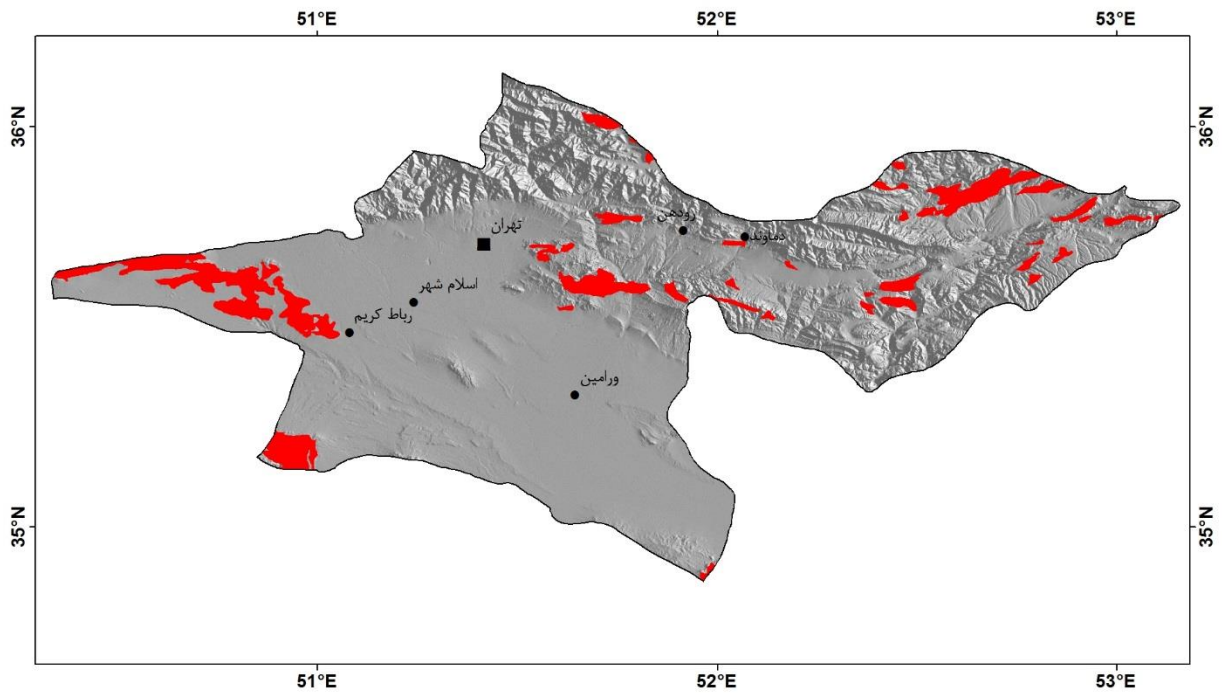 51°E
52°E
53°E
36°N
36°N
رودهن
دماوند
تهران
اسلام شهر
رباط کریم
ورامین
35°N
35°N
51°E
52°E
53°E